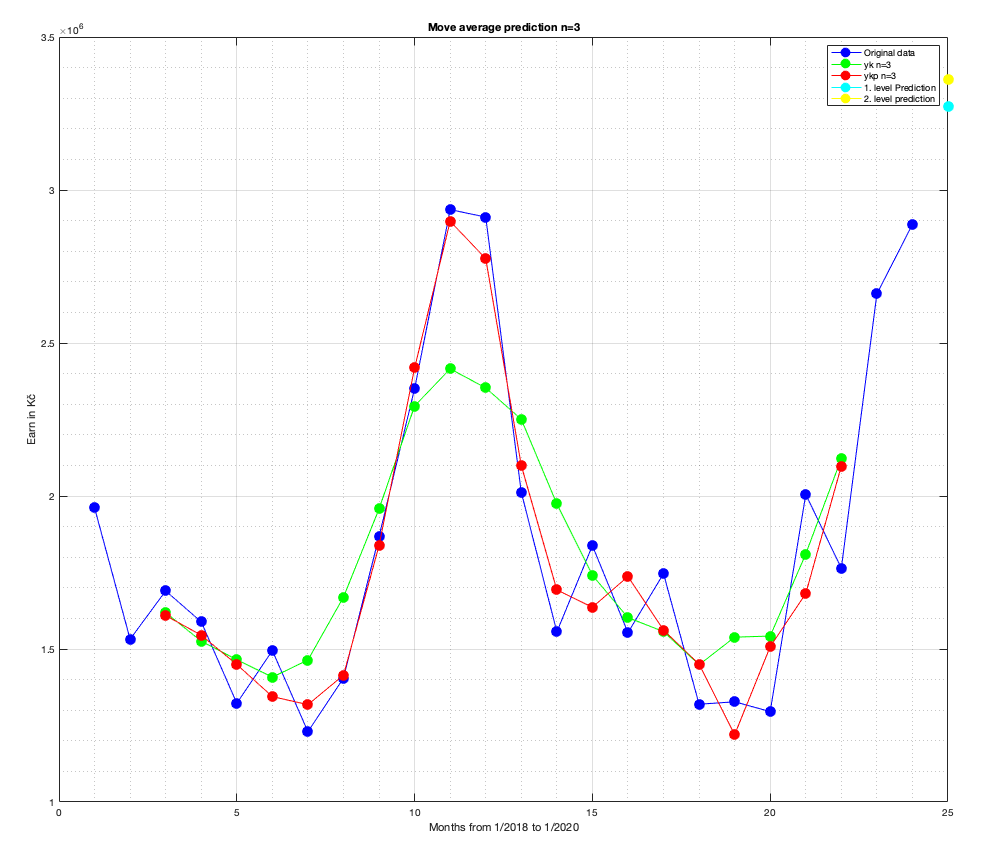 Move average prediction n=3
×10⁶
3.5
3
2.5
2
1.5
1
Earn in Kč
0
5
10
15
20
25
Months from 1/2018 to 1/2020
Original data
yk n=3
ykp n=3
1. level Prediction
2. level prediction